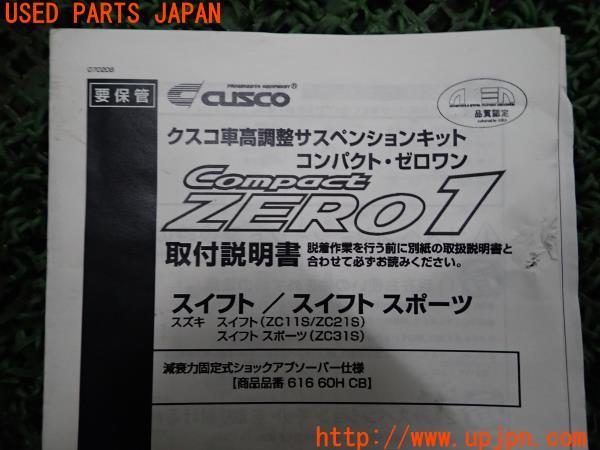 USED PARTS JAPAN
070208
要保管
CUSCO
クスコ車高調整サスペンションキット
コンパクト・ゼロワン
Compact
ZERO1
品質認定
取付説明書
脱着作業を行う前に別紙の取扱説明書と
合わせて必ずお読みください。
スイフト / スイフト スポーツ
スズキ スイフト(ZC11S/ZC21S)
スイフト スポーツ(ZC31S)
減衰力固定式ショックアブソーバー仕様
【商品品番 616 60H CB】
http://www.upjpn.com